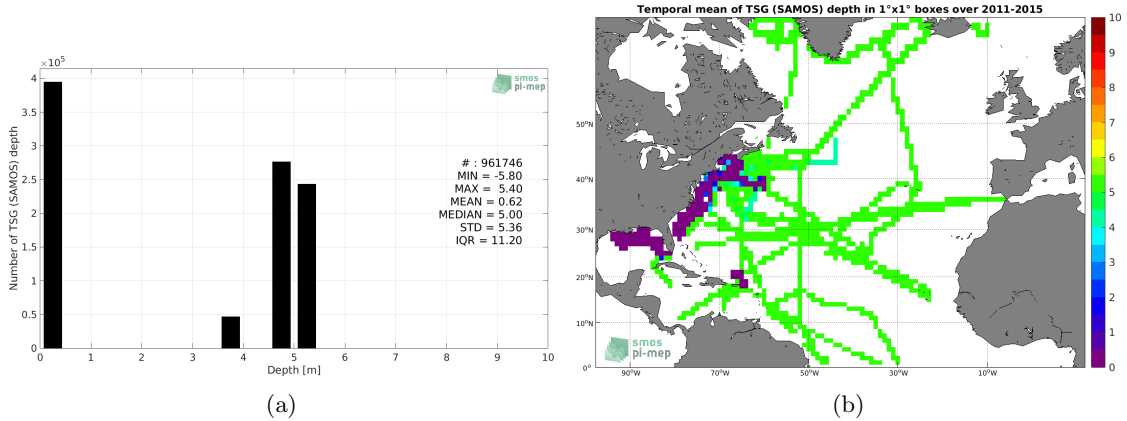 ×10⁵
4
3.5
3
2.5
2
1.5
1
0.5
0
Number of TSG (SAMOS) depth
smos
pi-mep
# : 961746
MIN = -5.80
MAX = 5.40
MEAN = 0.62
MEDIAN = 5.00
STD = 5.36
IQR = 11.20
0 1 2 3 4 5 6 7 8 9 10
Depth [m]
(a)
Temporal mean of TSG (SAMOS) depth in 1°x1° boxes over 2011-2015
50°N
40°N
30°N
20°N
10°N
0°
smos
pi-mep
90°W 70°W 50°W 30°W 10°W
10
9
8
7
6
5
4
3
2
1
0
(b)